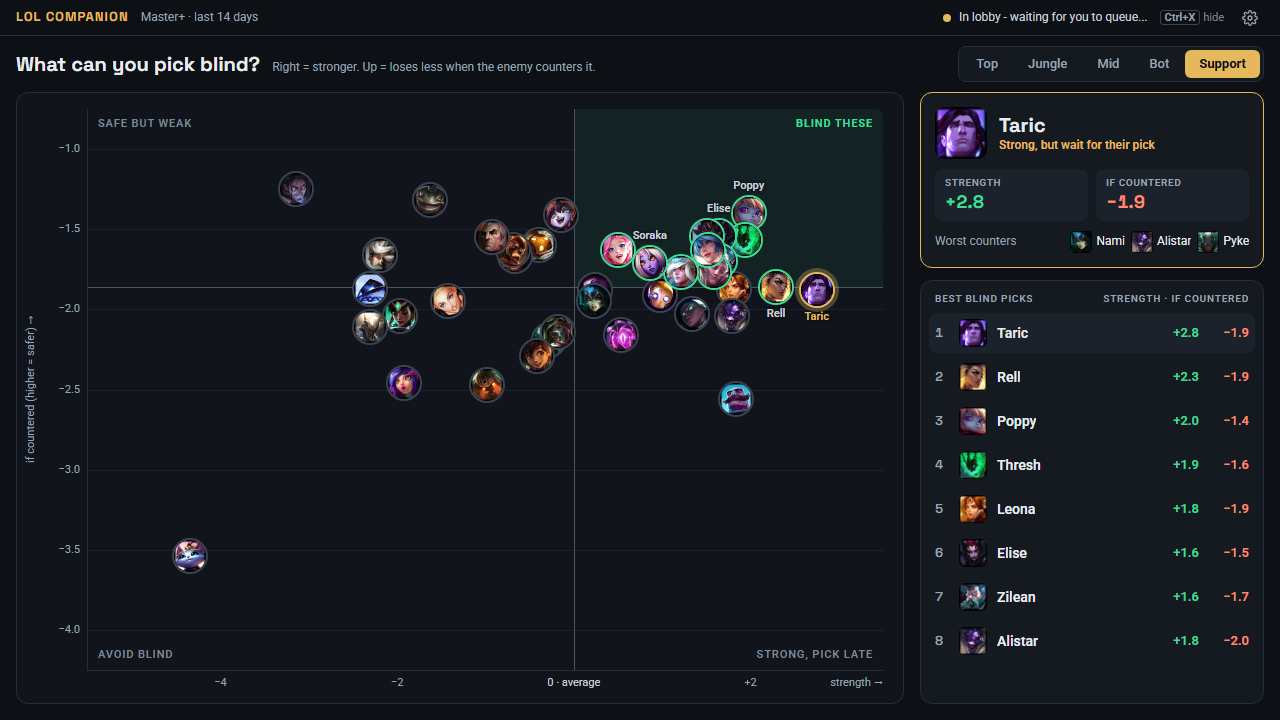 LOL COMPANION Master+ · last 14 days
In lobby - waiting for you to queue... Ctrl+X hide
What can you pick blind? Right = stronger. Up = loses less when the enemy counters it.
Top Jungle Mid Bot Support
SAFE BUT WEAK
BLIND THESE
−1.0
−1.5
−2.0
−2.5
−3.0
−3.5
−4.0
if countered (higher = safer) →
Poppy
Elise
Soraka
Rell
Taric
AVOID BLIND
STRONG, PICK LATE
−4
−2
0 · average
+2
strength →
Taric
Strong, but wait for their pick
STRENGTH
+2.8
IF COUNTERED
−1.9
Worst counters Nami Alistar Pyke
BEST BLIND PICKS STRENGTH · IF COUNTERED
1 Taric +2.8 −1.9
2 Rell +2.3 −1.9
3 Poppy +2.0 −1.4
4 Thresh +1.9 −1.6
5 Leona +1.8 −1.9
6 Elise +1.6 −1.5
7 Zilean +1.6 −1.7
8 Alistar +1.8 −2.0